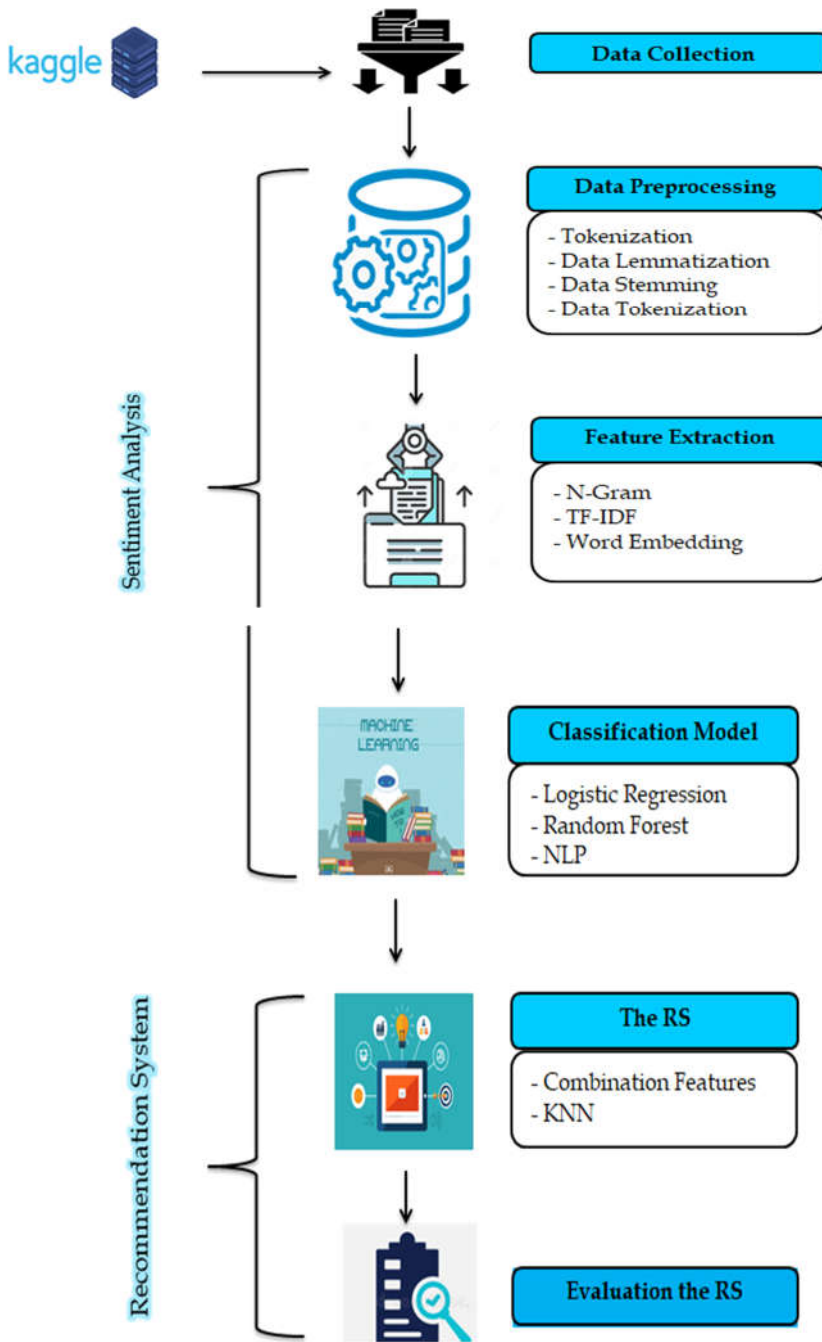 kaggle
Data Collection
Data Preprocessing
- Tokenization
- Data Lemmatization
- Data Stemming
- Data Tokenization
Sentiment Analysis
Feature Extraction
- N-Gram
- TF-IDF
- Word Embedding
MACHINE
LEARNING
HOW TO
Classification Model
- Logistic Regression
- Random Forest
- NLP
Recommendation System
The RS
- Combination Features
- KNN
Evaluation the RS